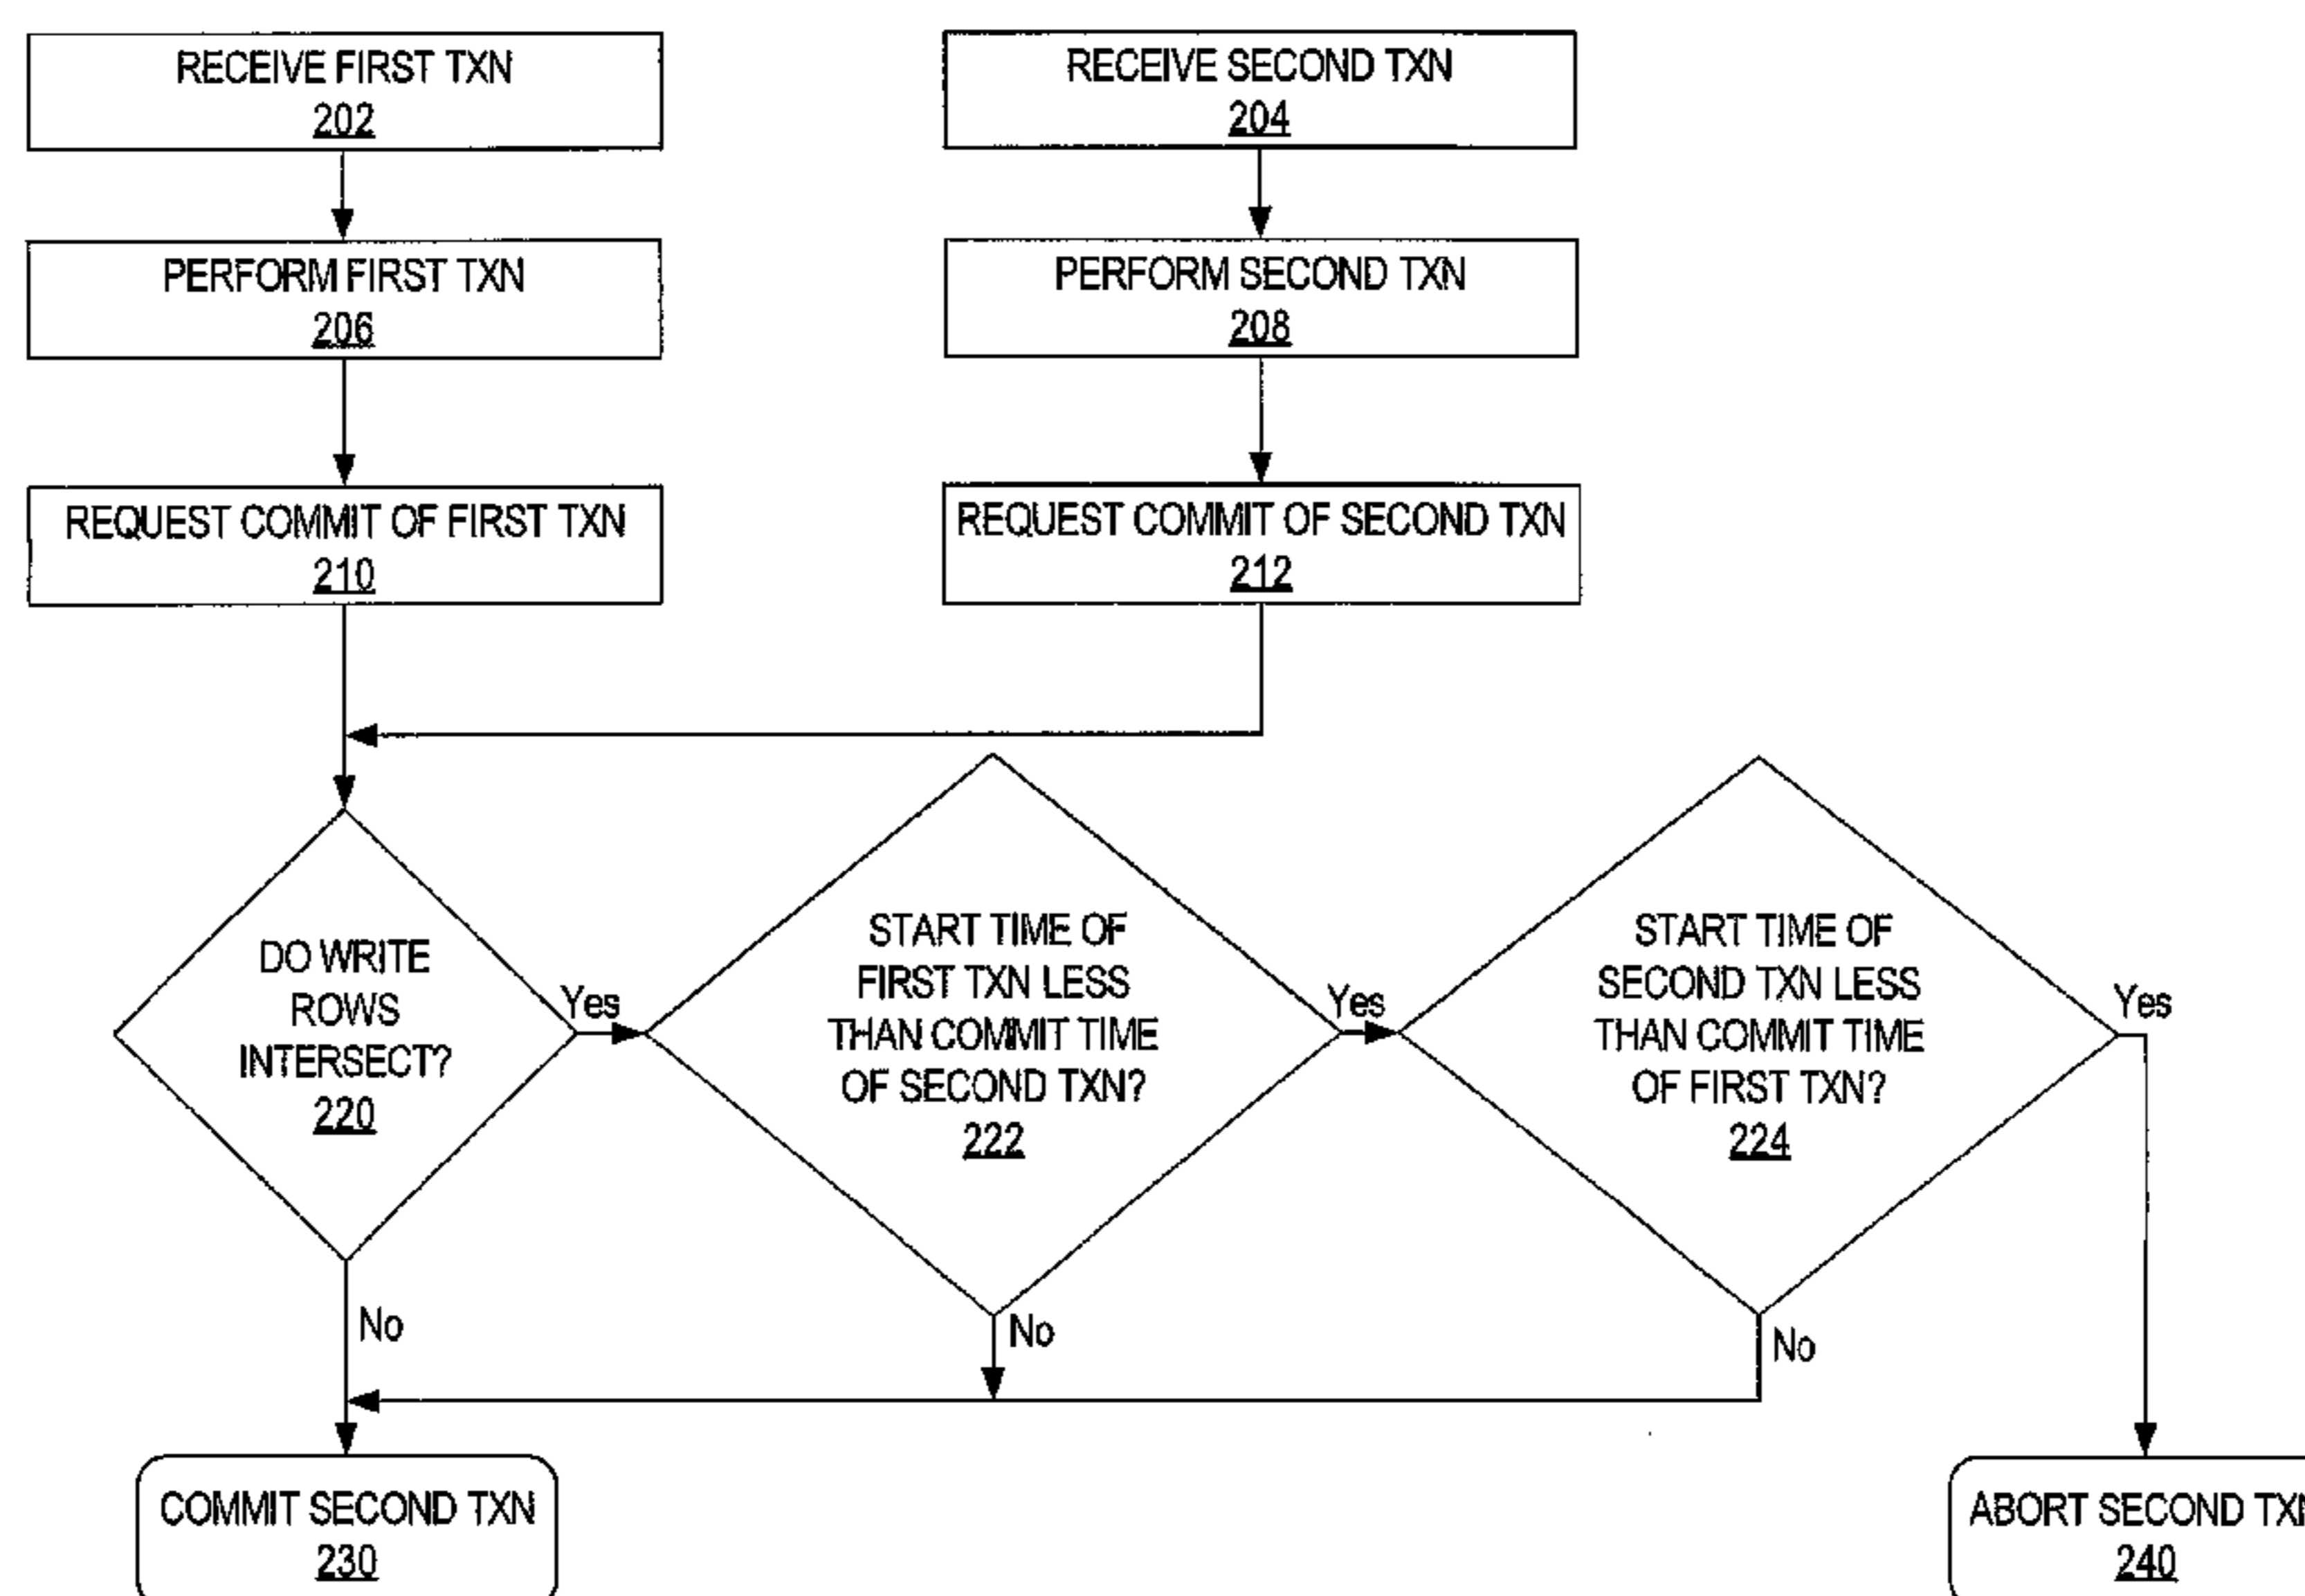 RECEIVE FIRST TXN
202
RECEIVE SECOND TXN
204
PERFORM FIRST TXN
206
PERFORM SECOND TXN
208
REQUEST COMMIT OF FIRST TXN
210
REQUEST COMMIT OF SECOND TXN
212
DO WRITE
ROWS
INTERSECT?
220
Yes
No
START TIME OF
FIRST TXN LESS
THAN COMMIT TIME
OF SECOND TXN?
222
Yes
No
START TIME OF
SECOND TXN LESS
THAN COMMIT TIME
OF FIRST TXN?
224
Yes
No
COMMIT SECOND TXN
230
ABORT SECOND TXN
240